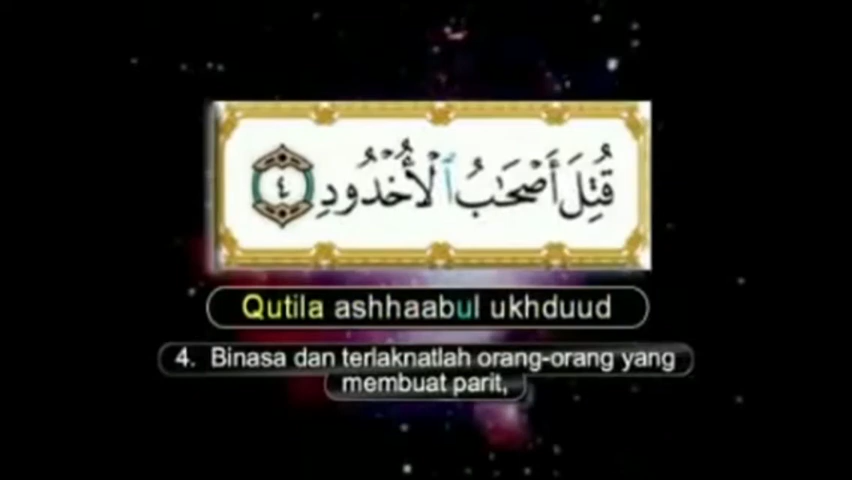 قُتِلَ أَصْحَٰبُ ٱلْأُخْدُودِ ٤
Qutila ashhaabul ukhduud
4. Binasa dan terlaknatlah orang-orang yang
membuat parit,